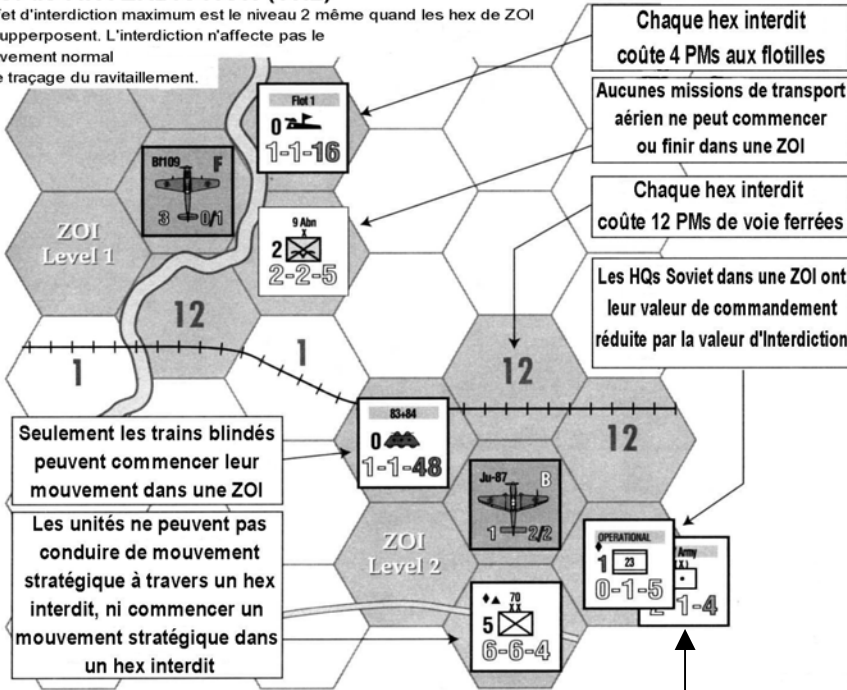 et d'interdiction maximum est le niveau 2 même quand les hex de ZOI
upperposent. L'interdiction n'affecte pas le
vement normal
e traçage du ravitaillement.
Chaque hex interdit
coûte 4 PMs aux flotilles
Aucunes missions de transport
aérien ne peut commencer
ou finir dans une ZOI
Chaque hex interdit
coûte 12 PMs de voie ferrées
Les HQs Soviet dans une ZOI ont
leur valeur de commandement
réduite par la valeur d'Interdiction
Flot 1
0
1-1-16
Bf109 F
3 0/1
9 Abn
X
2
2-2-5
ZOI
Level 1
12
1
1
12
12
83+84
0
1-1-48
Seulement les trains blindés
peuvent commencer leur
mouvement dans une ZOI
Ju-87 B
1 2/2
Les unités ne peuvent pas
conduire de mouvement
stratégique à travers un hex
interdit, ni commencer un
mouvement stratégique dans
un hex interdit
ZOI
Level 2
OPERATIONAL
1 23
0-1-5
Army
1-4
70
XX
5
6-6-4